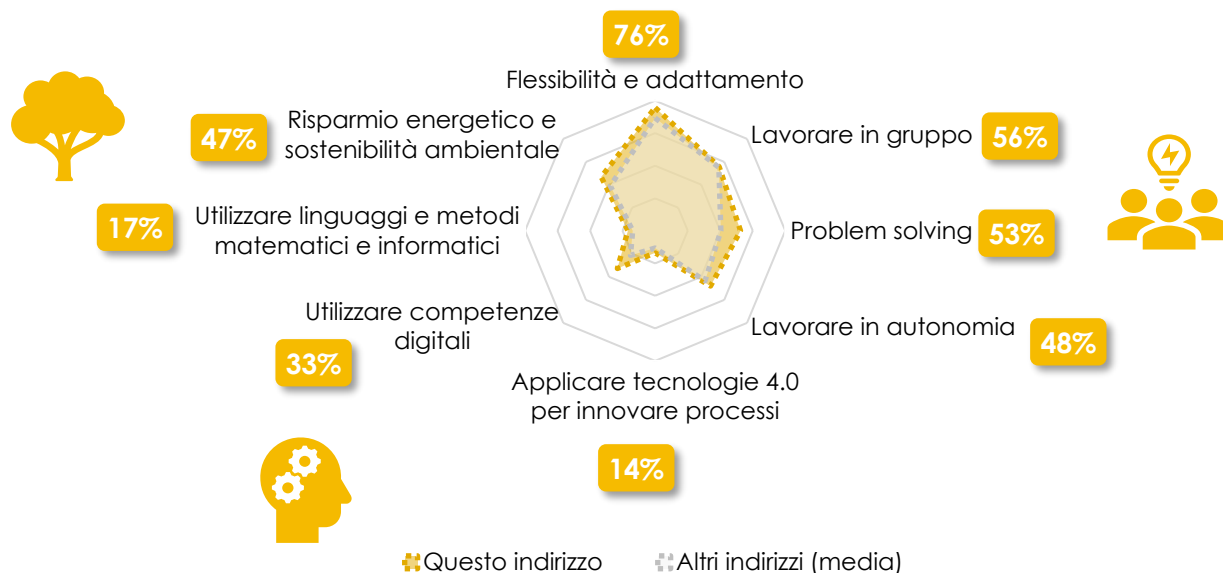 76%
Flessibilità e adattamento
47%
Risparmio energetico e
sostenibilità ambientale
Lavorare in gruppo
56%
17%
Utilizzare linguaggi e metodi
matematici e informatici
Problem solving
53%
Utilizzare competenze
digitali
33%
Lavorare in autonomia
48%
Applicare tecnologie 4.0
per innovare processi
14%
Questo indirizzo
Altri indirizzi (media)